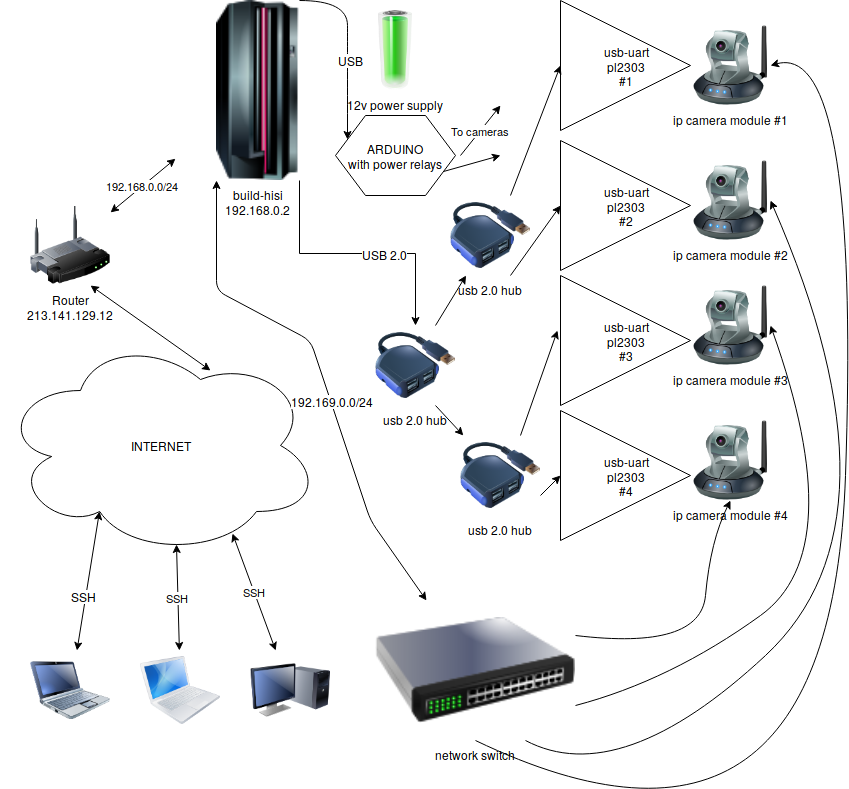 USB
12v power supply
To cameras
ARDUINO
with power relays
usb-uart
pl2303
#1
ip camera module #1
192.168.0.0/24
build-hisi
192.168.0.2
usb-uart
pl2303
#2
ip camera module #2
USB 2.0
usb 2.0 hub
Router
213.141.129.12
usb-uart
pl2303
#3
ip camera module #3
192.169.0.0/24
usb 2.0 hub
INTERNET
usb-uart
pl2303
#4
ip camera module #4
usb 2.0 hub
SSH
SSH
SSH
network switch